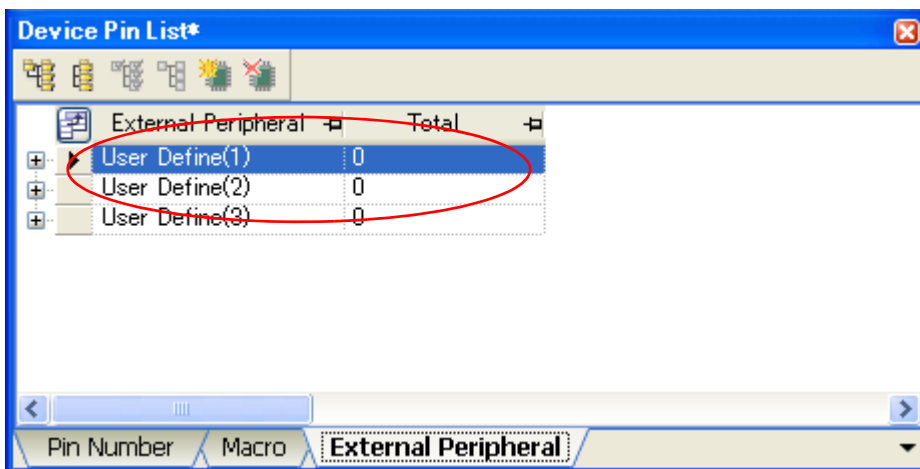 Device Pin List*
External Peripheral Total
User Define(1) 0
User Define(2) 0
User Define(3) 0
Pin Number Macro External Peripheral